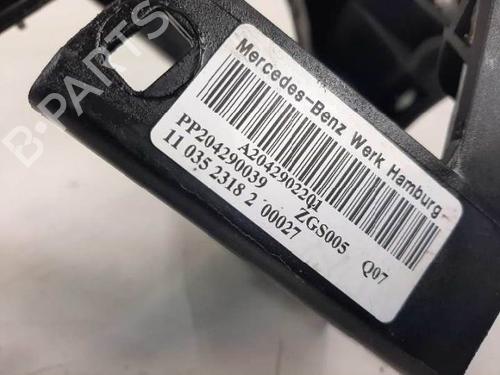 Mercedes-Benz Werk Hamburg
A2042902201
ZGS005 Q07
PP204290039
11 035 2318 2 00027
B-PARTS